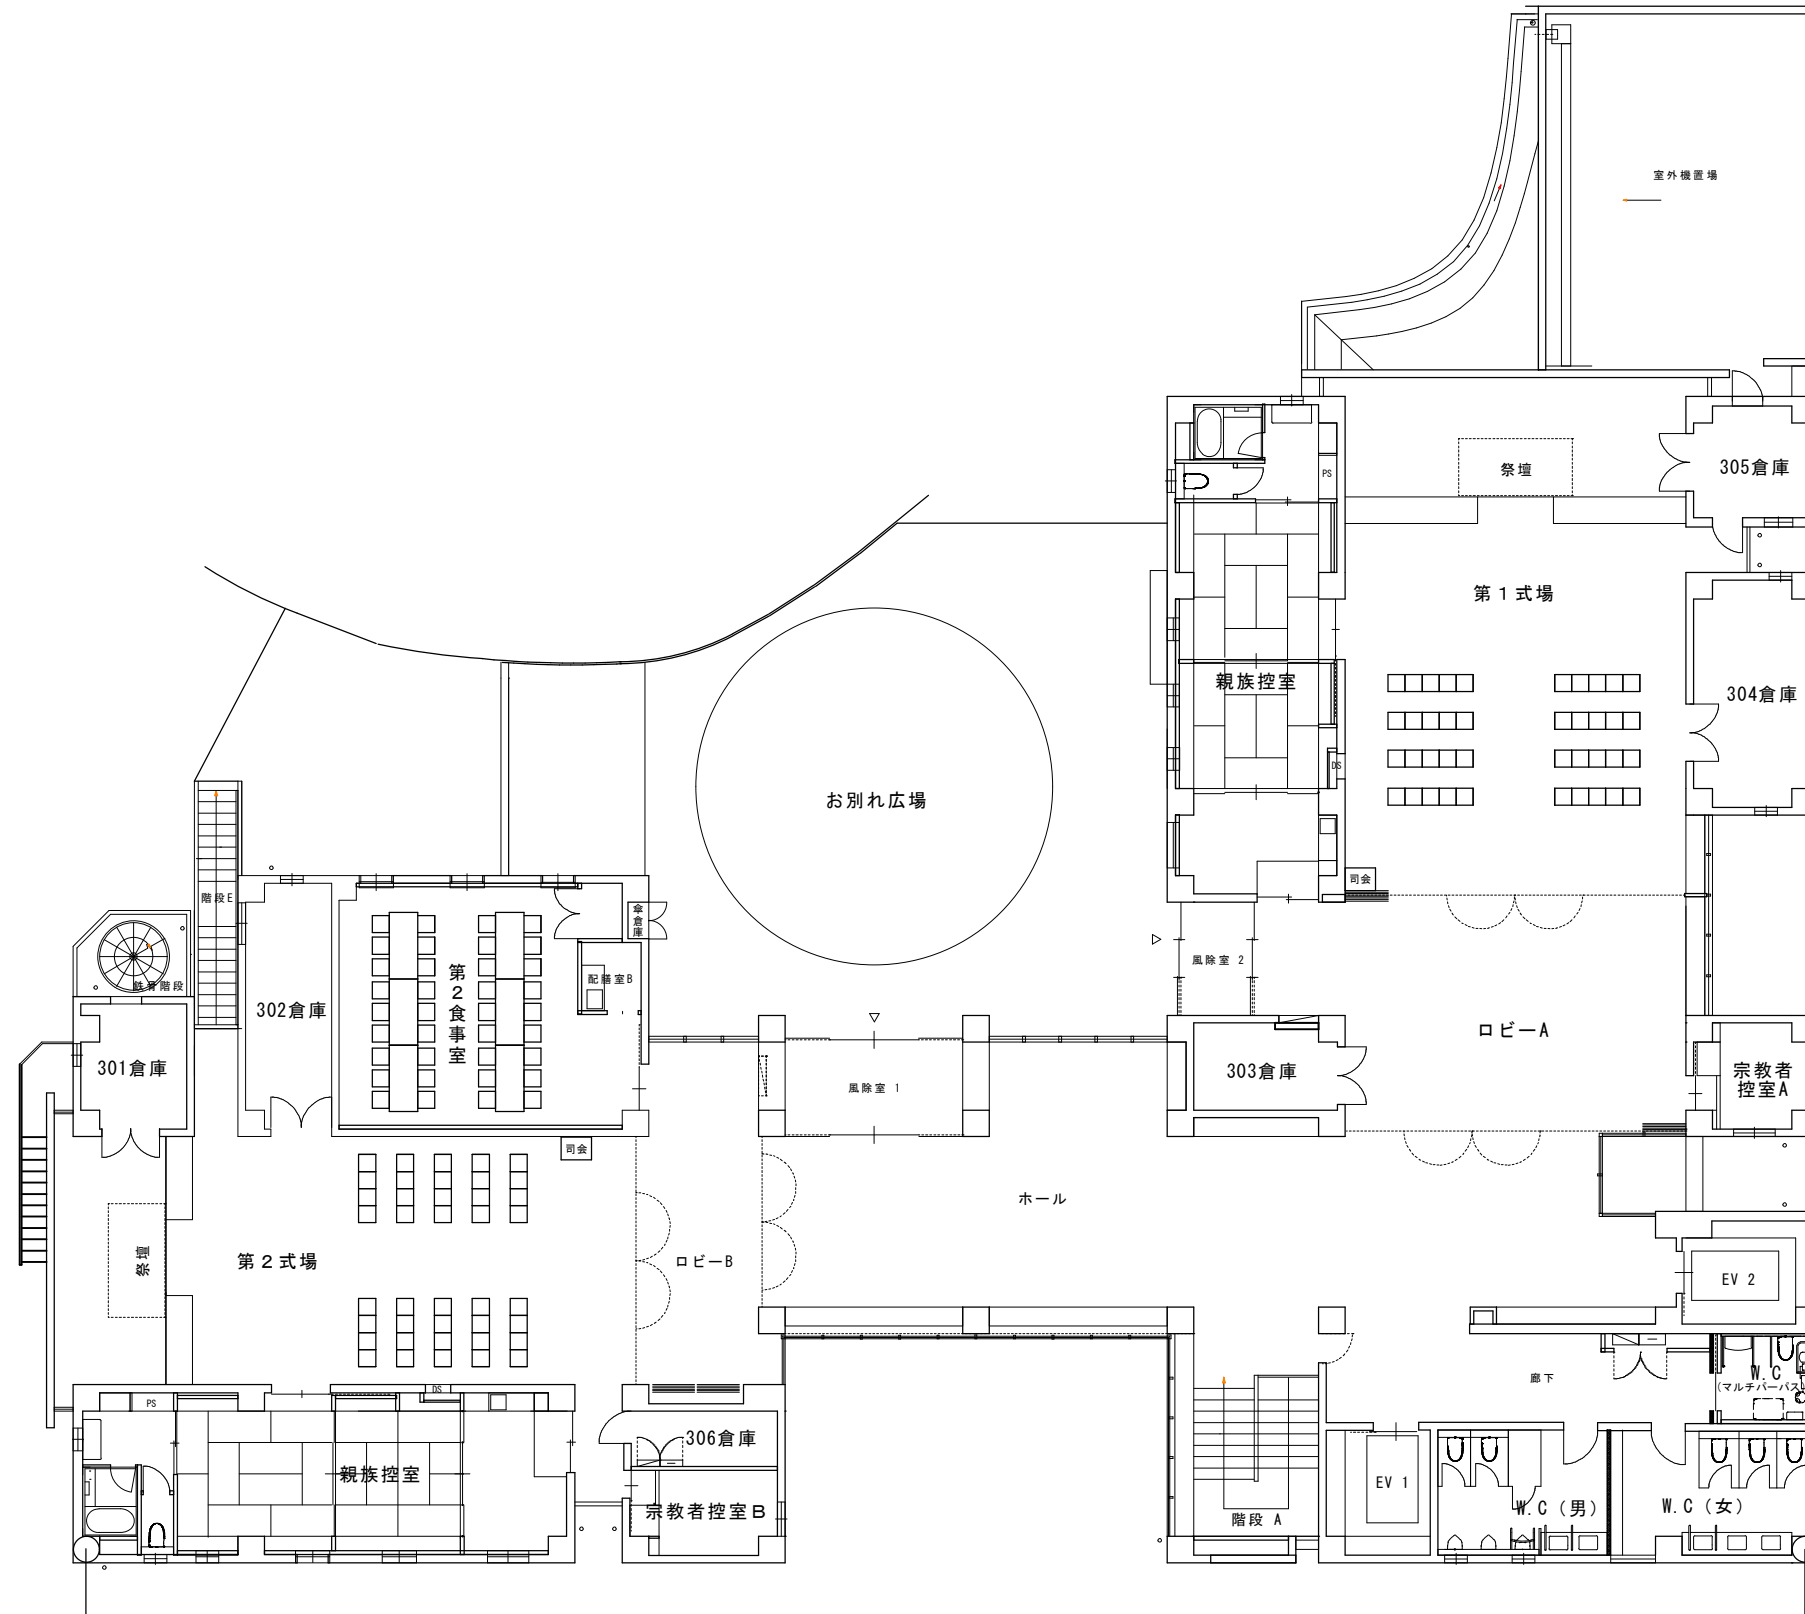 室外機置場
祭壇
305倉庫
PS
第１式場
親族控室
304倉庫
DS
お別れ広場
司会
階段E
傘倉庫
風除室 2
配膳室B
鉄骨階段
第２食事室
302倉庫
ロビーA
301倉庫
風除室 1
303倉庫
宗教者
控室A
司会
ホール
祭壇
第２式場
ロビーB
EV 2
廊下
W.C
(マルチパーパス)
DS
PS
306倉庫
親族控室
EV 1
宗教者控室Ｂ
階段 A
W.C（男）
W.C（女）